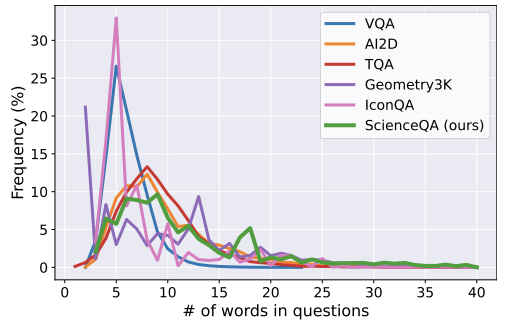 Frequency (%)
30
25
20
15
10
5
0
VQA
AI2D
TQA
Geometry3K
IconQA
ScienceQA (ours)
0 5 10 15 20 25 30 35 40
# of words in questions